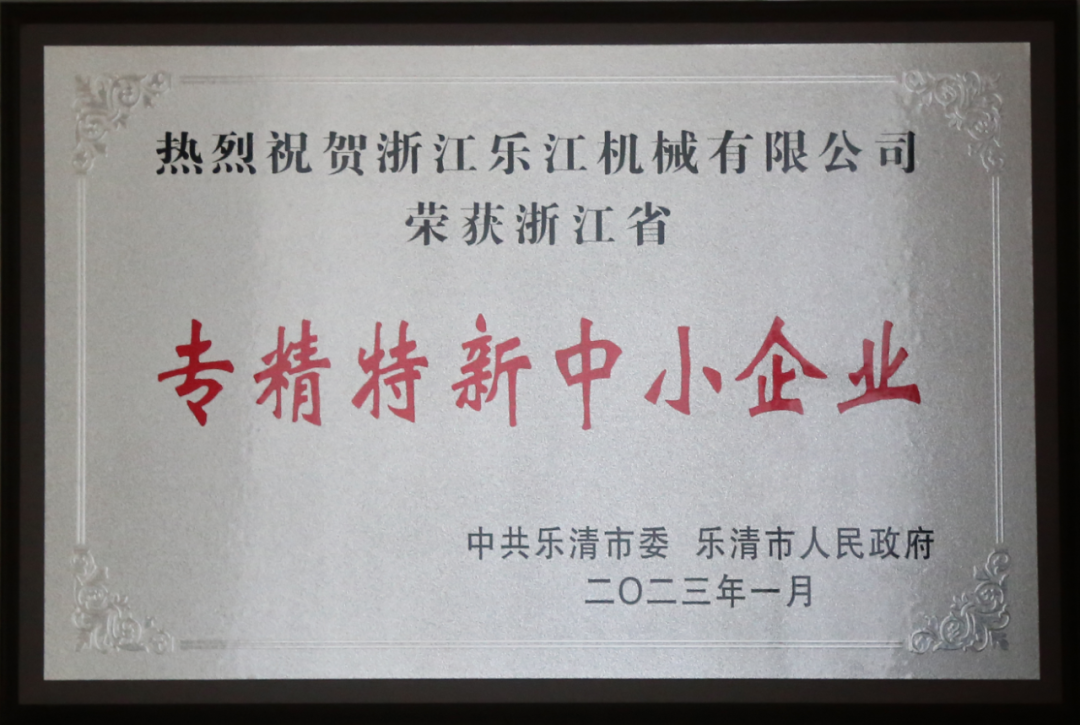 热烈祝贺浙江乐江机械有限公司
荣获浙江省
专精特新中小企业
中共乐清市委 乐清市人民政府
二〇二三年一月